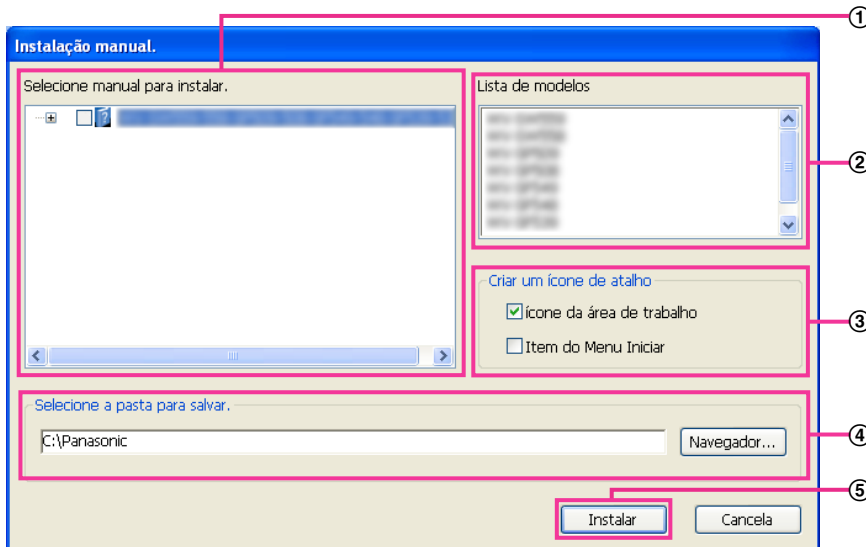 ①
Instalação manual.
Selecione manual para instalar.
Lista de modelos
②
Criar um ícone de atalho
ícone da área de trabalho
③
Item do Menu Iniciar
Selecione a pasta para salvar.
C:\Panasonic
Navegador...
④
⑤
Instalar
Cancela